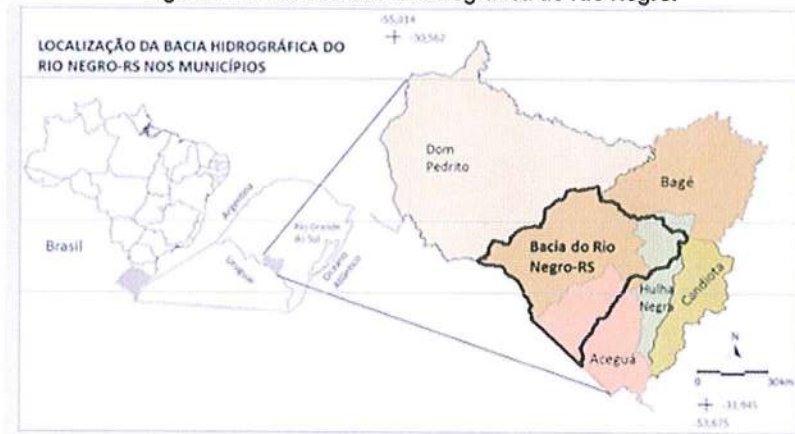 -55,014
-30,562
LOCALIZAÇÃO DA BACIA HIDROGRÁFICA DO
RIO NEGRO-RS NOS MUNICÍPIOS
Dom
Pedrito
Bagé
Argentina
Rio Grande
do Sul
Brasil
Uruguai
Oceano
Atlântico
Bacia do Rio
Negro-RS
Hulha
Negra
Candiota
Aceguá
N
0 30km
-31,945
-53,675